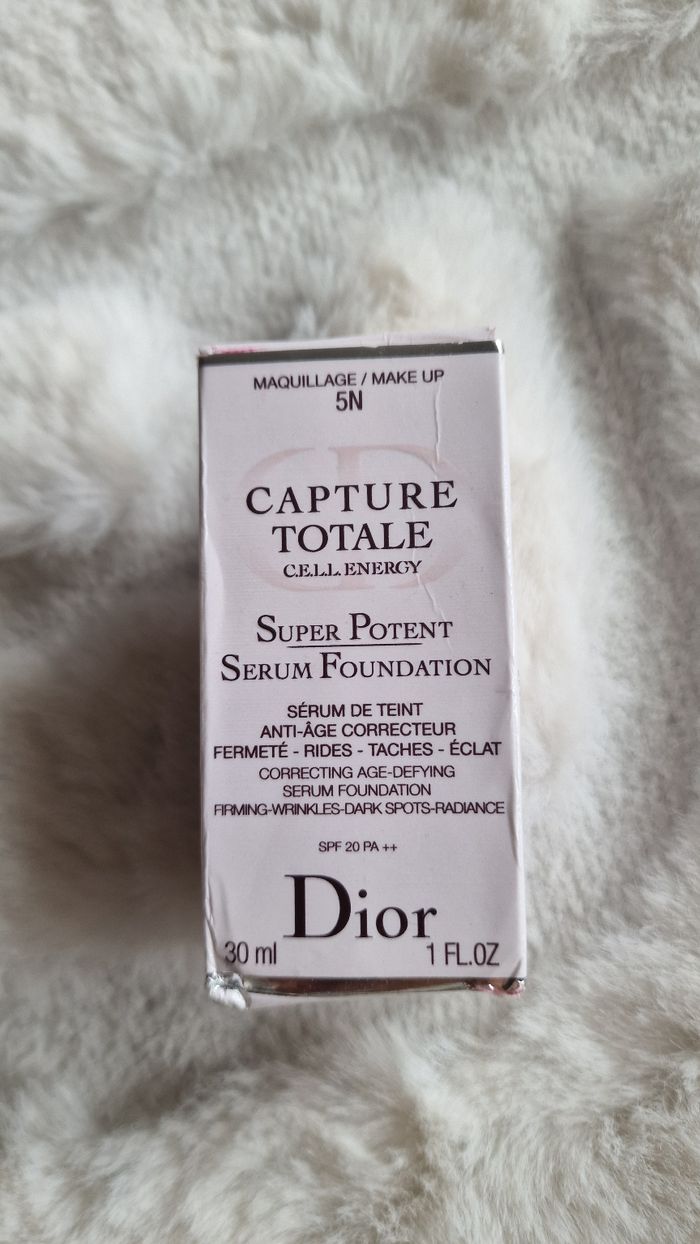 MAQUILLAGE / MAKE UP
5N
CAPTURE
TOTALE
C.E.L.L. ENERGY
SUPER POTENT
SERUM FOUNDATION
SÉRUM DE TEINT
ANTI-ÂGE CORRECTEUR
FERMETÉ - RIDES - TACHES - ÉCLAT
CORRECTING AGE-DEFYING
SERUM FOUNDATION
FIRMING-WRINKLES-DARK SPOTS-RADIANCE
SPF 20 PA ++
Dior
30 ml 1 FL.OZ